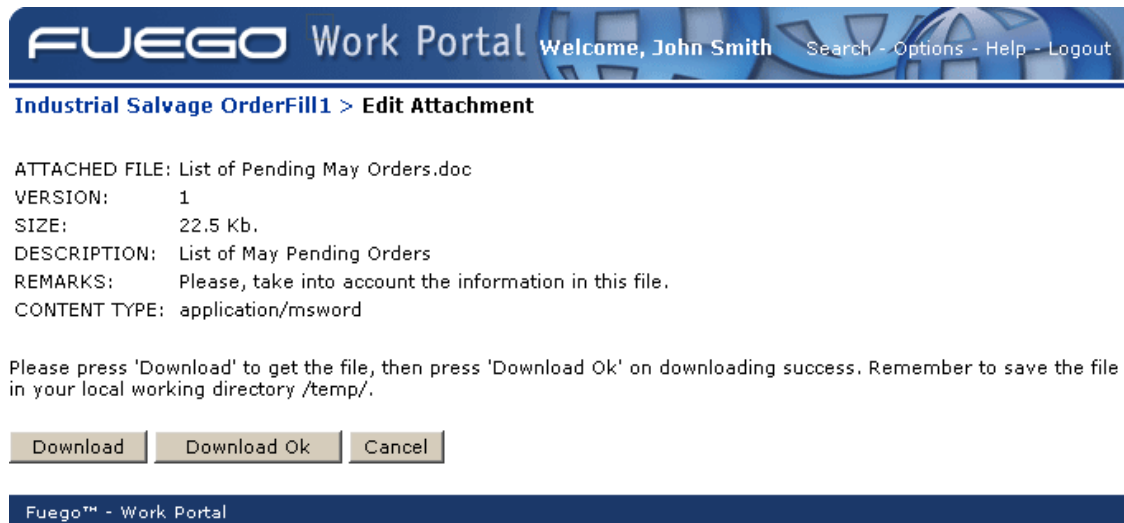 FUEGO Work Portal Welcome, John Smith Search - Options - Help - Logout
Industrial Salvage OrderFill1 > Edit Attachment
ATTACHED FILE: List of Pending May Orders.doc
VERSION: 1
SIZE: 22.5 Kb.
DESCRIPTION: List of May Pending Orders
REMARKS: Please, take into account the information in this file.
CONTENT TYPE: application/msword
Please press 'Download' to get the file, then press 'Download Ok' on downloading success. Remember to save the file
in your local working directory /temp/.
Download Download Ok Cancel
Fuego™ - Work Portal